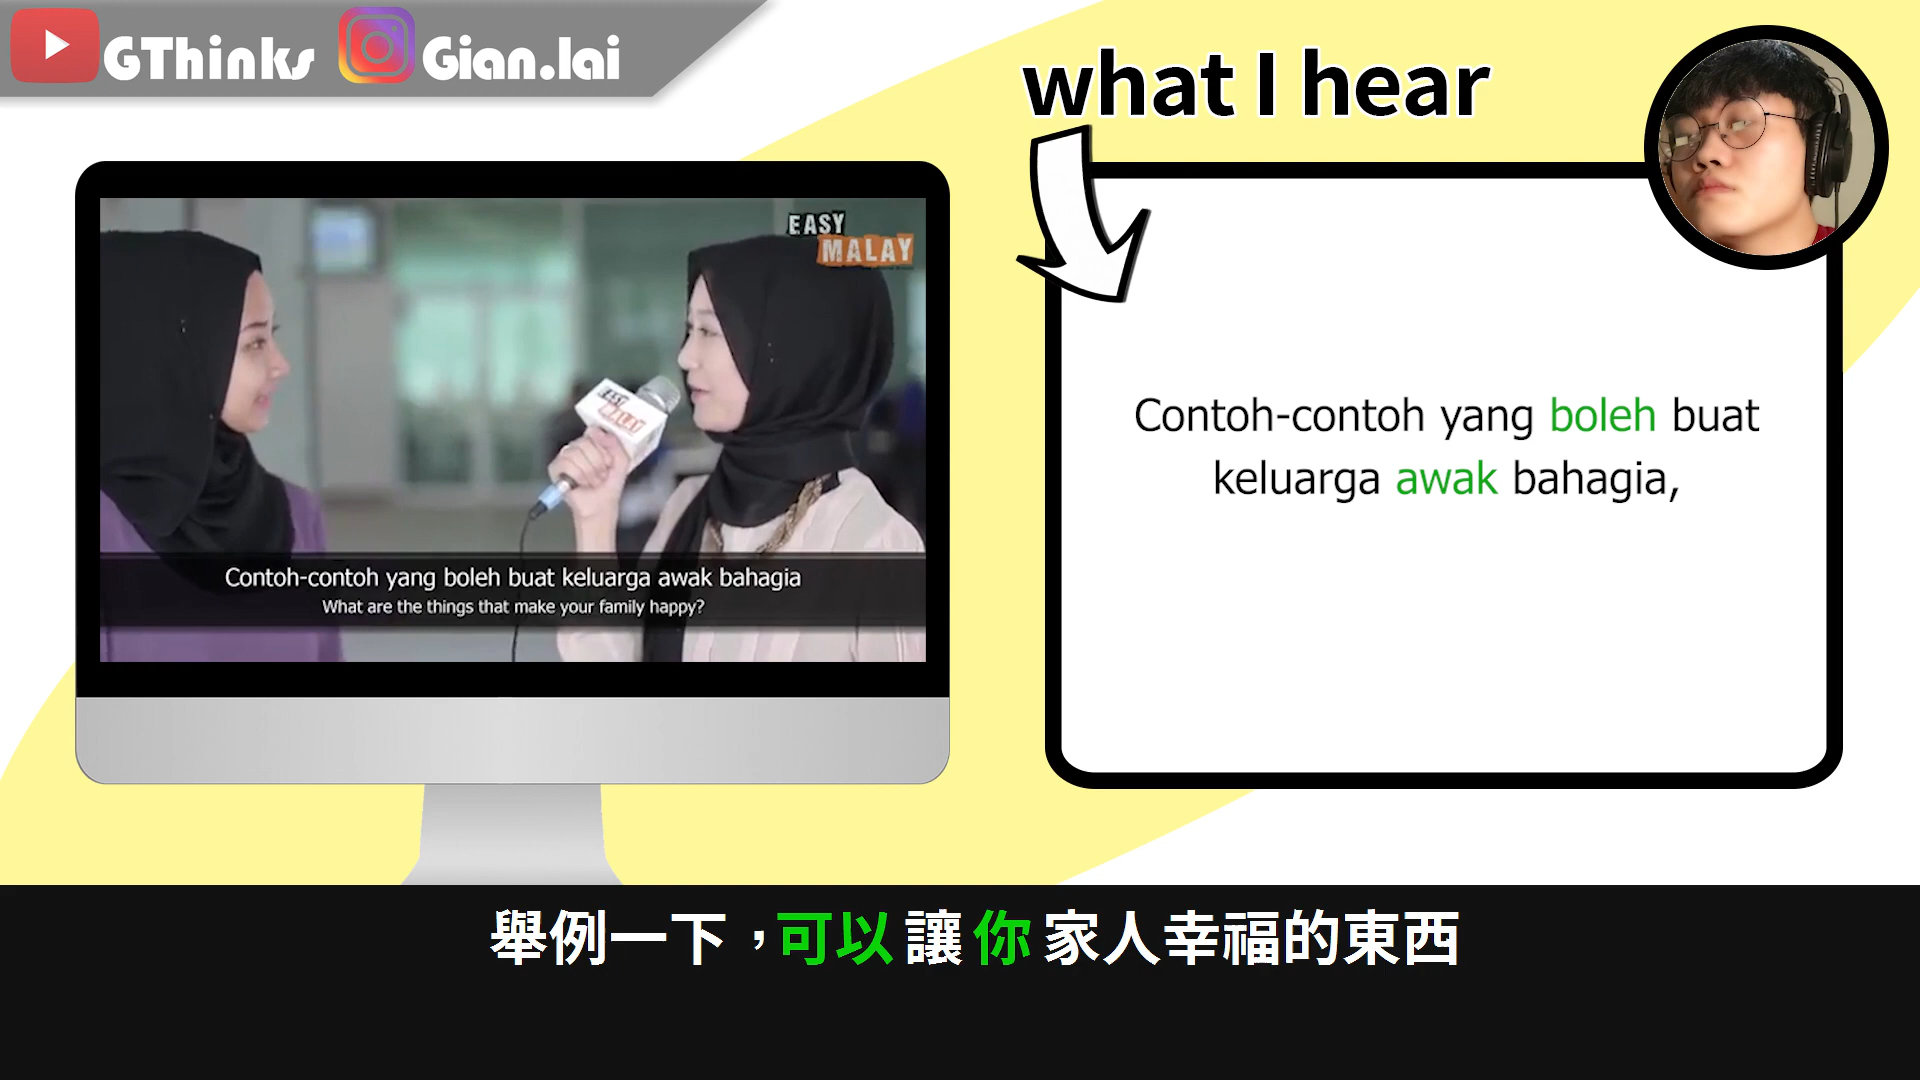 GThinks Gian.lai
what I hear
EASY
MALAY
EASY
MALAY
Contoh-contoh yang boleh buat keluarga awak bahagia
What are the things that make your family happy?
Contoh-contoh yang boleh buat
keluarga awak bahagia,
舉例一下，可以讓你家人幸福的東西